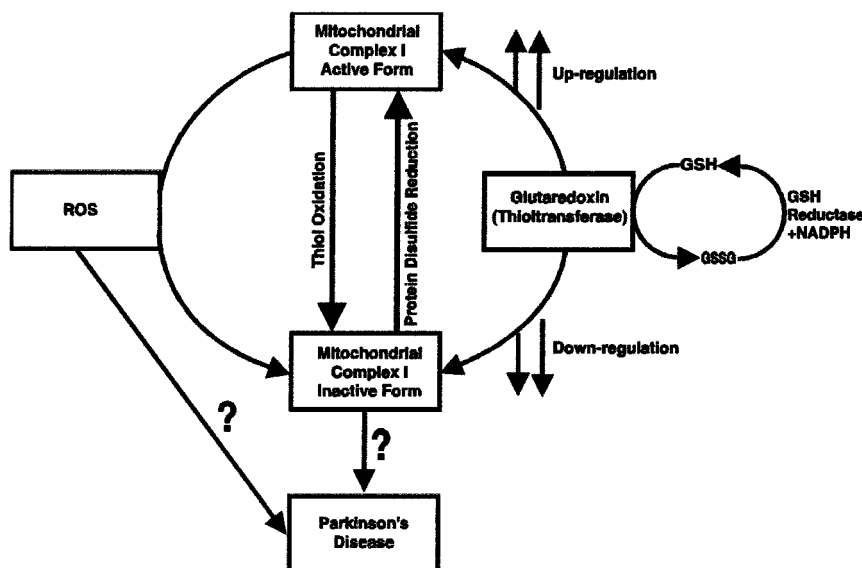 Mitochondrial
Complex I
Active Form
Up-regulation
Thiol Oxidation
Protein Disulfide Reduction
ROS
Glutaredoxin
(Thioltransferase)
GSH
GSSG
GSH
Reductase
+NADPH
Mitochondrial
Complex I
Inactive Form
Down-regulation
?
?
Parkinson's
Disease